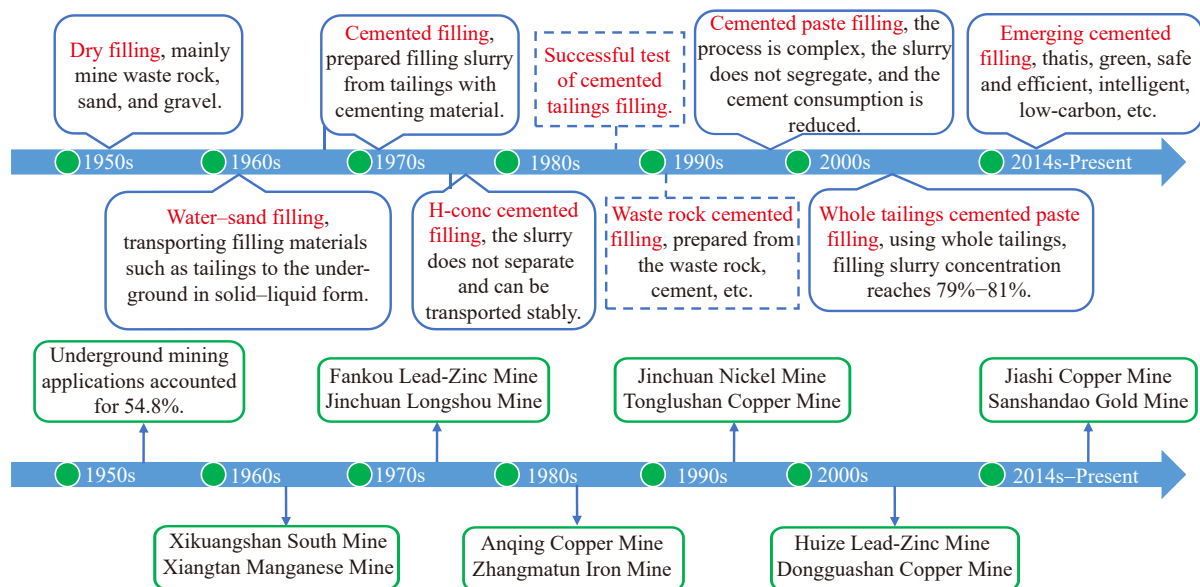 Dry filling, mainly
mine waste rock,
sand, and gravel.
Cemented filling,
prepared filling slurry
from tailings with
cementing material.
Successful test
of cemented
tailings filling.
Cemented paste filling, the
process is complex, the slurry
does not segregate, and the
cement consumption is
reduced.
Emerging cemented
filling, thatis, green, safe
and efficient, intelligent,
low-carbon, etc.
1950s
1960s
1970s
1980s
1990s
2000s
2014s-Present
Water–sand filling,
transporting filling materials
such as tailings to the under-
ground in solid–liquid form.
H-conc cemented
filling, the slurry
does not separate
and can be
transported stably.
Waste rock cemented
filling, prepared from
the waste rock,
cement, etc.
Whole tailings cemented paste
filling, using whole tailings,
filling slurry concentration
reaches 79%−81%.
Underground mining
applications accounted
for 54.8%.
Fankou Lead-Zinc Mine
Jinchuan Longshou Mine
Jinchuan Nickel Mine
Tonglushan Copper Mine
Jiashi Copper Mine
Sanshandao Gold Mine
1950s
1960s
1970s
1980s
1990s
2000s
2014s–Present
Xikuangshan South Mine
Xiangtan Manganese Mine
Anqing Copper Mine
Zhangmatun Iron Mine
Huize Lead-Zinc Mine
Dongguashan Copper Mine